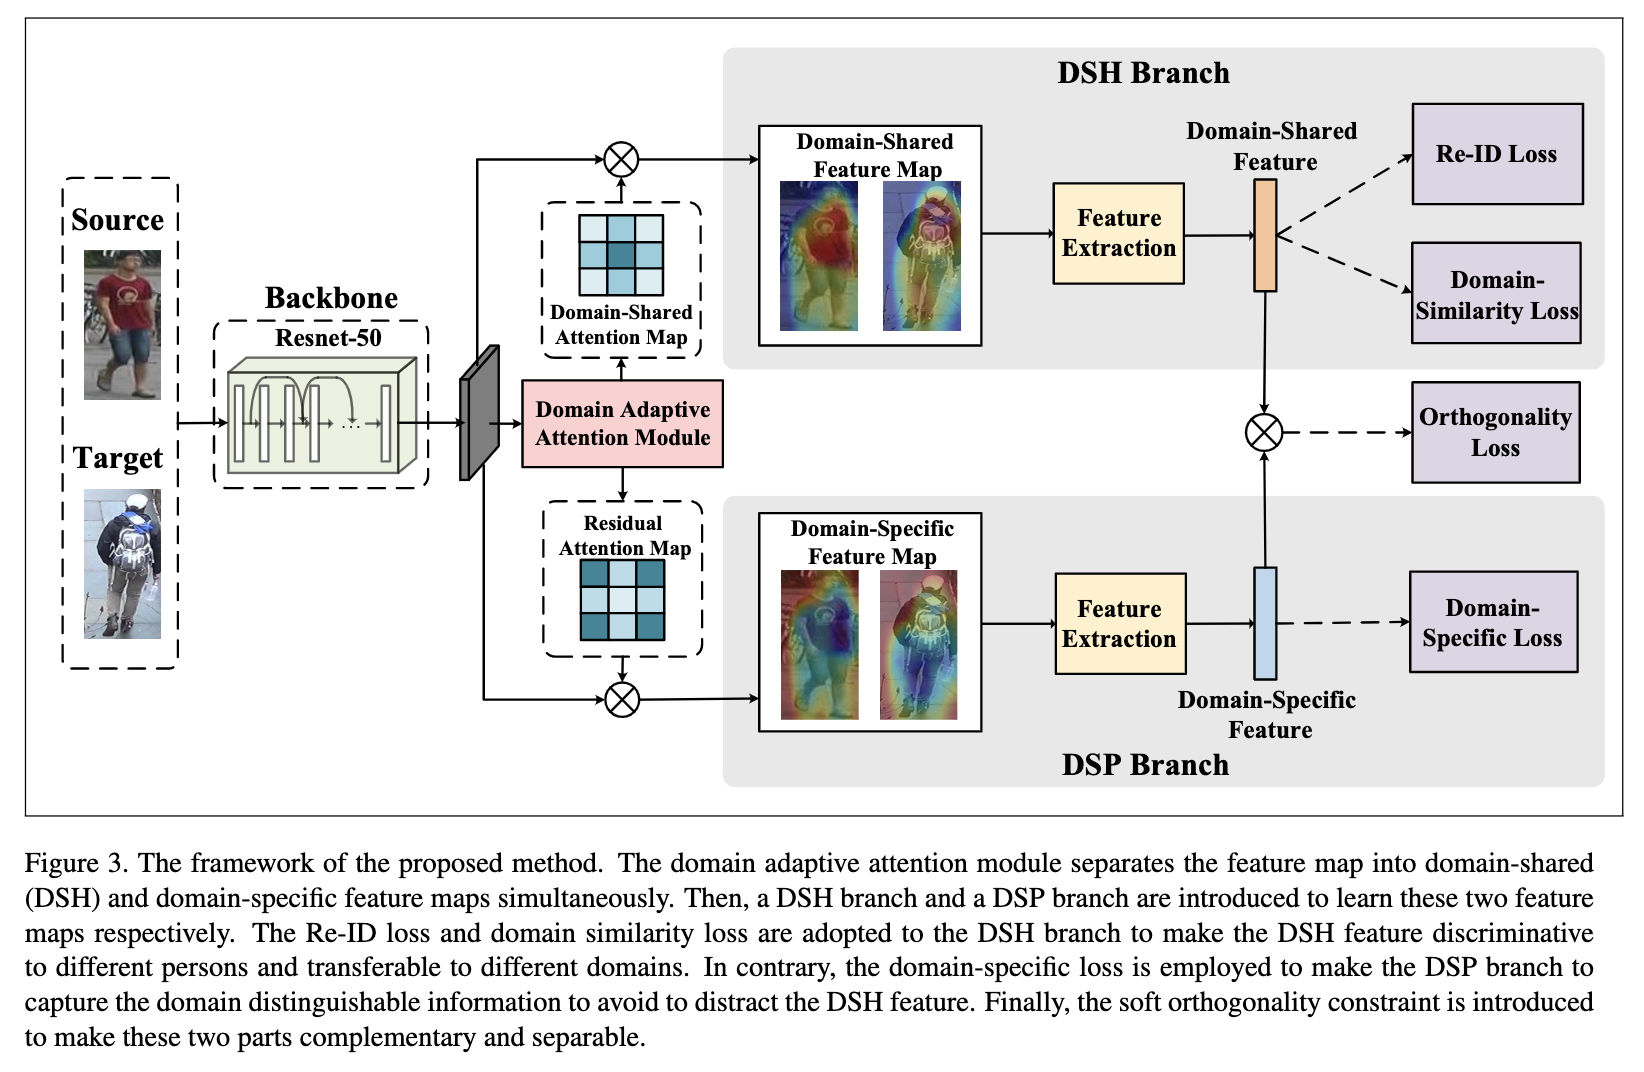 DSH Branch
Source
Target
Backbone
Resnet-50
...
Domain-Shared
Attention Map
Domain Adaptive
Attention Module
Residual
Attention Map
Domain-Shared
Feature Map
Feature
Extraction
Domain-Shared
Feature
Re-ID Loss
Domain-
Similarity Loss
Orthogonality
Loss
Domain-Specific
Feature Map
Feature
Extraction
Domain-Specific
Feature
Domain-
Specific Loss
DSP Branch
Figure 3. The framework of the proposed method. The domain adaptive attention module separates the feature map into domain-shared
(DSH) and domain-specific feature maps simultaneously. Then, a DSH branch and a DSP branch are introduced to learn these two feature
maps respectively. The Re-ID loss and domain similarity loss are adopted to the DSH branch to make the DSH feature discriminative
to different persons and transferable to different domains. In contrary, the domain-specific loss is employed to make the DSP branch to
capture the domain distinguishable information to avoid to distract the DSH feature. Finally, the soft orthogonality constraint is introduced
to make these two parts complementary and separable.